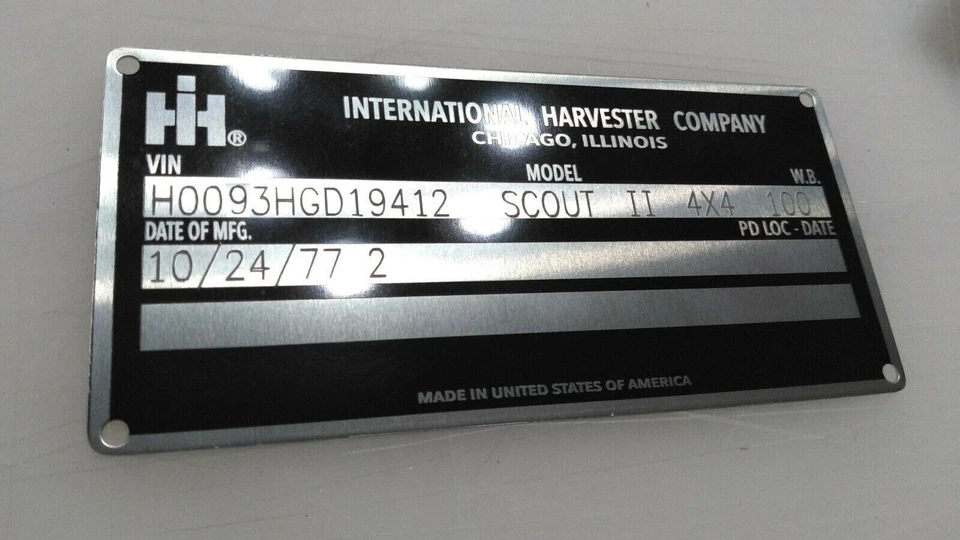 IH®
INTERNATIONAL HARVESTER COMPANY
CHICAGO, ILLINOIS
VIN MODEL W.B.
H0093HGD19412 SCOUT II 4X4 100
DATE OF MFG. PD LOC - DATE
10/24/77 2
MADE IN UNITED STATES OF AMERICA